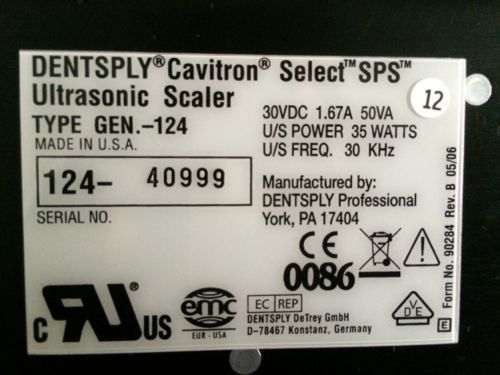 DENTSPLY® Cavitron® Select™ SPS™
Ultrasonic Scaler
12
TYPE GEN.-124
MADE IN U.S.A.
124- 40999
SERIAL NO.
30VDC 1.67A 50VA
U/S POWER 35 WATTS
U/S FREQ. 30 KHz
Manufactured by:
DENTSPLY Professional
York, PA 17404
CE
0086
Form No. 90284 Rev. B 05/06
C UR® US
emc
EUR - USA
EC REP
DENTSPLY DeTrey GmbH
D-78467 Konstanz, Germany
VDE
E